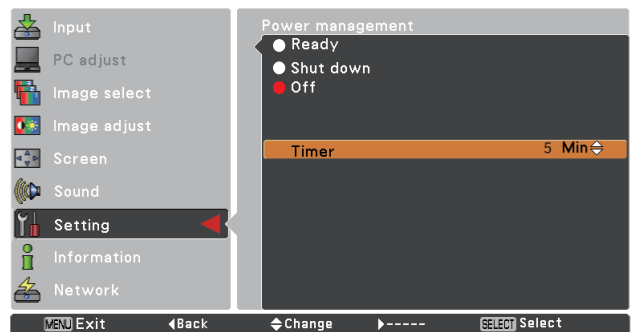 Input
PC adjust
Image select
Image adjust
Screen
Sound
Setting
Information
Network
Power management
Ready
Shut down
Off
Timer 5 Min
MENU Exit Back Change ----- SELECT Select